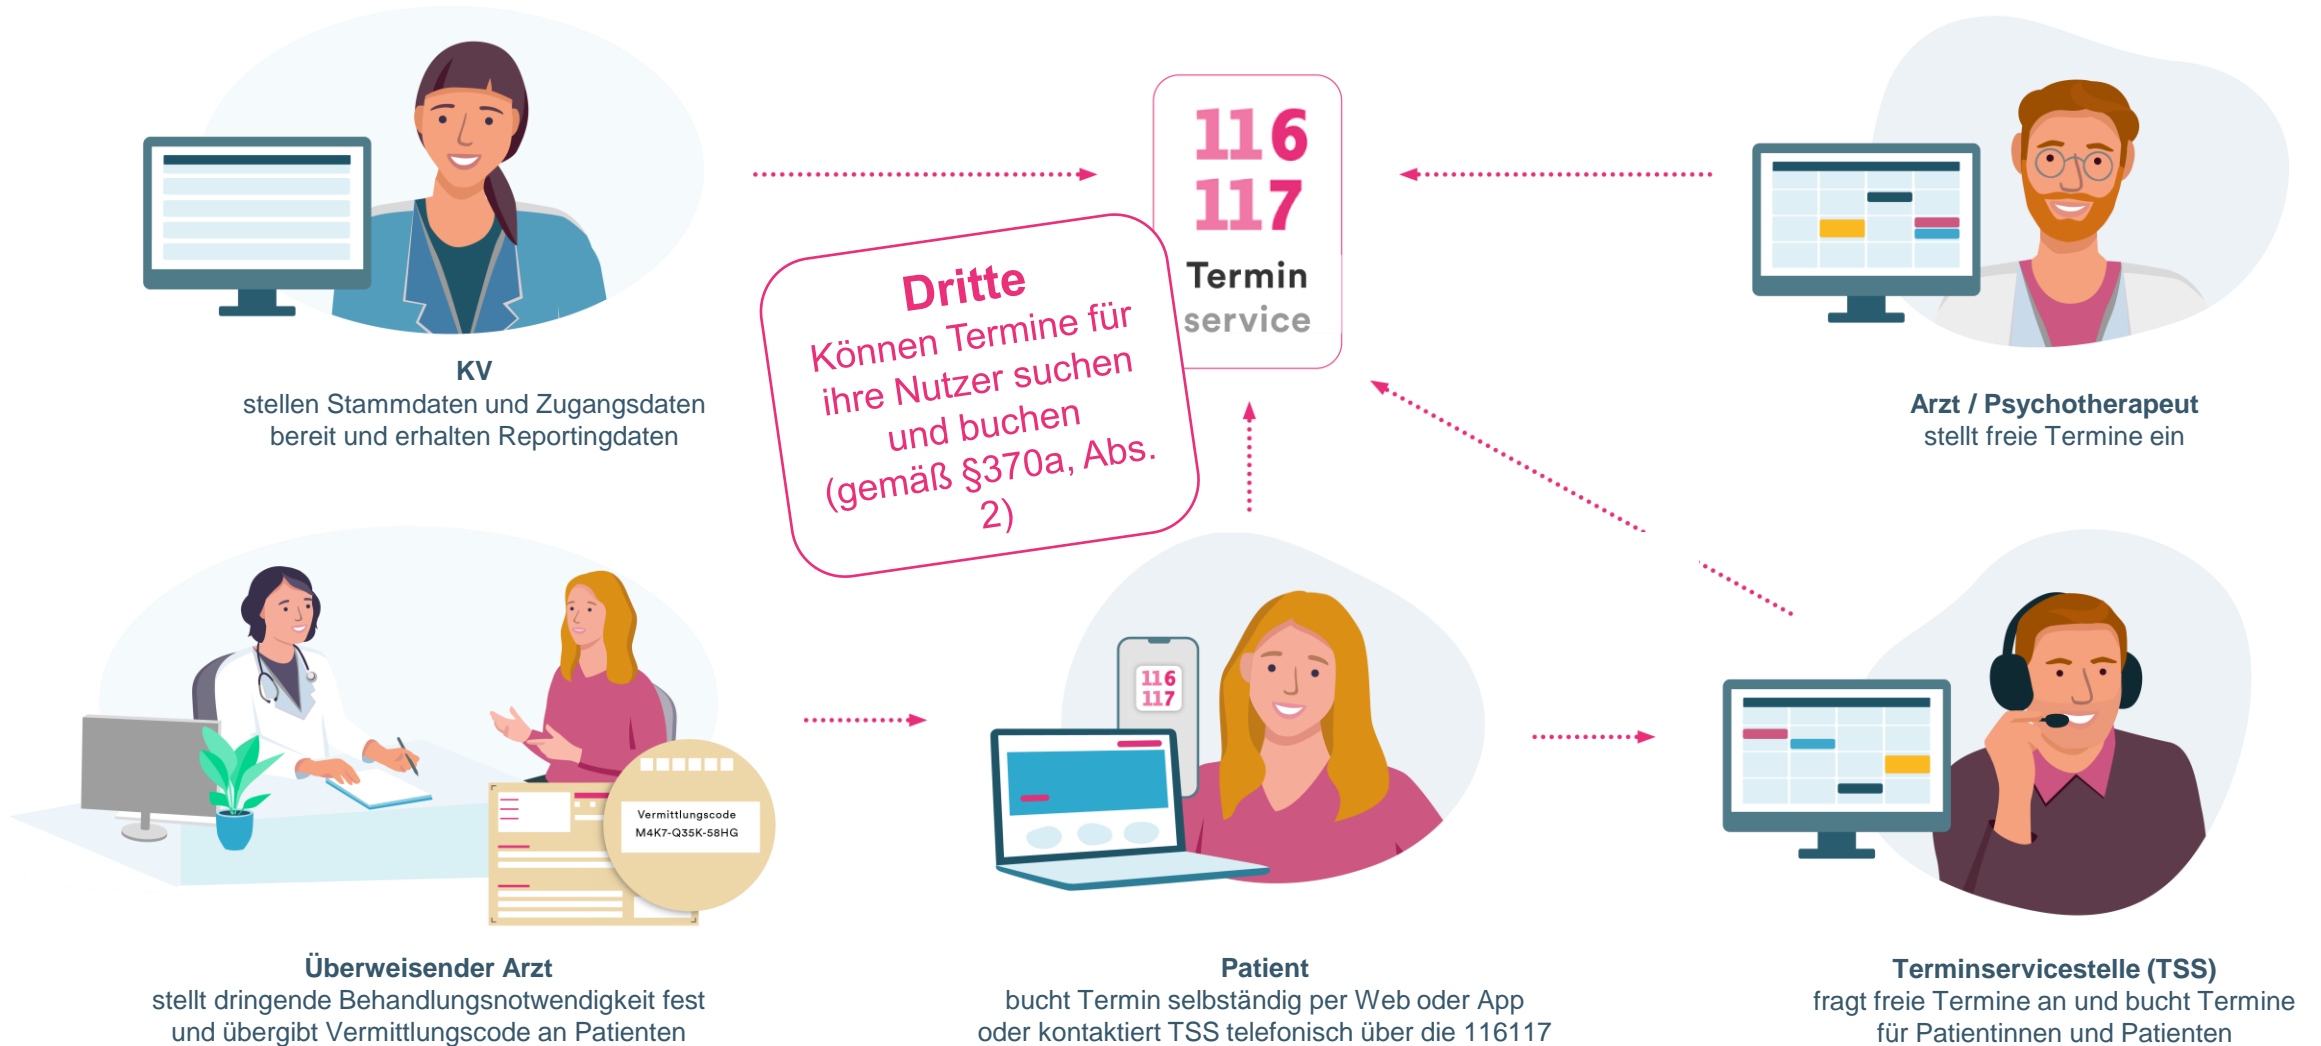 116
117
Termin
service
Dritte
Können Termine für
ihre Nutzer suchen
und buchen
(gemäß §370a, Abs.
2)
KV
stellen Stammdaten und Zugangsdaten
bereit und erhalten Reportingdaten
Arzt / Psychotherapeut
stellt freie Termine ein
Vermittlungscode
M4K7-Q35K-58HG
116
117
Überweisender Arzt
stellt dringende Behandlungsnotwendigkeit fest
und übergibt Vermittlungscode an Patienten
Patient
bucht Termin selbständig per Web oder App
oder kontaktiert TSS telefonisch über die 116117
Terminservicestelle (TSS)
fragt freie Termine an und bucht Termine
für Patientinnen und Patienten